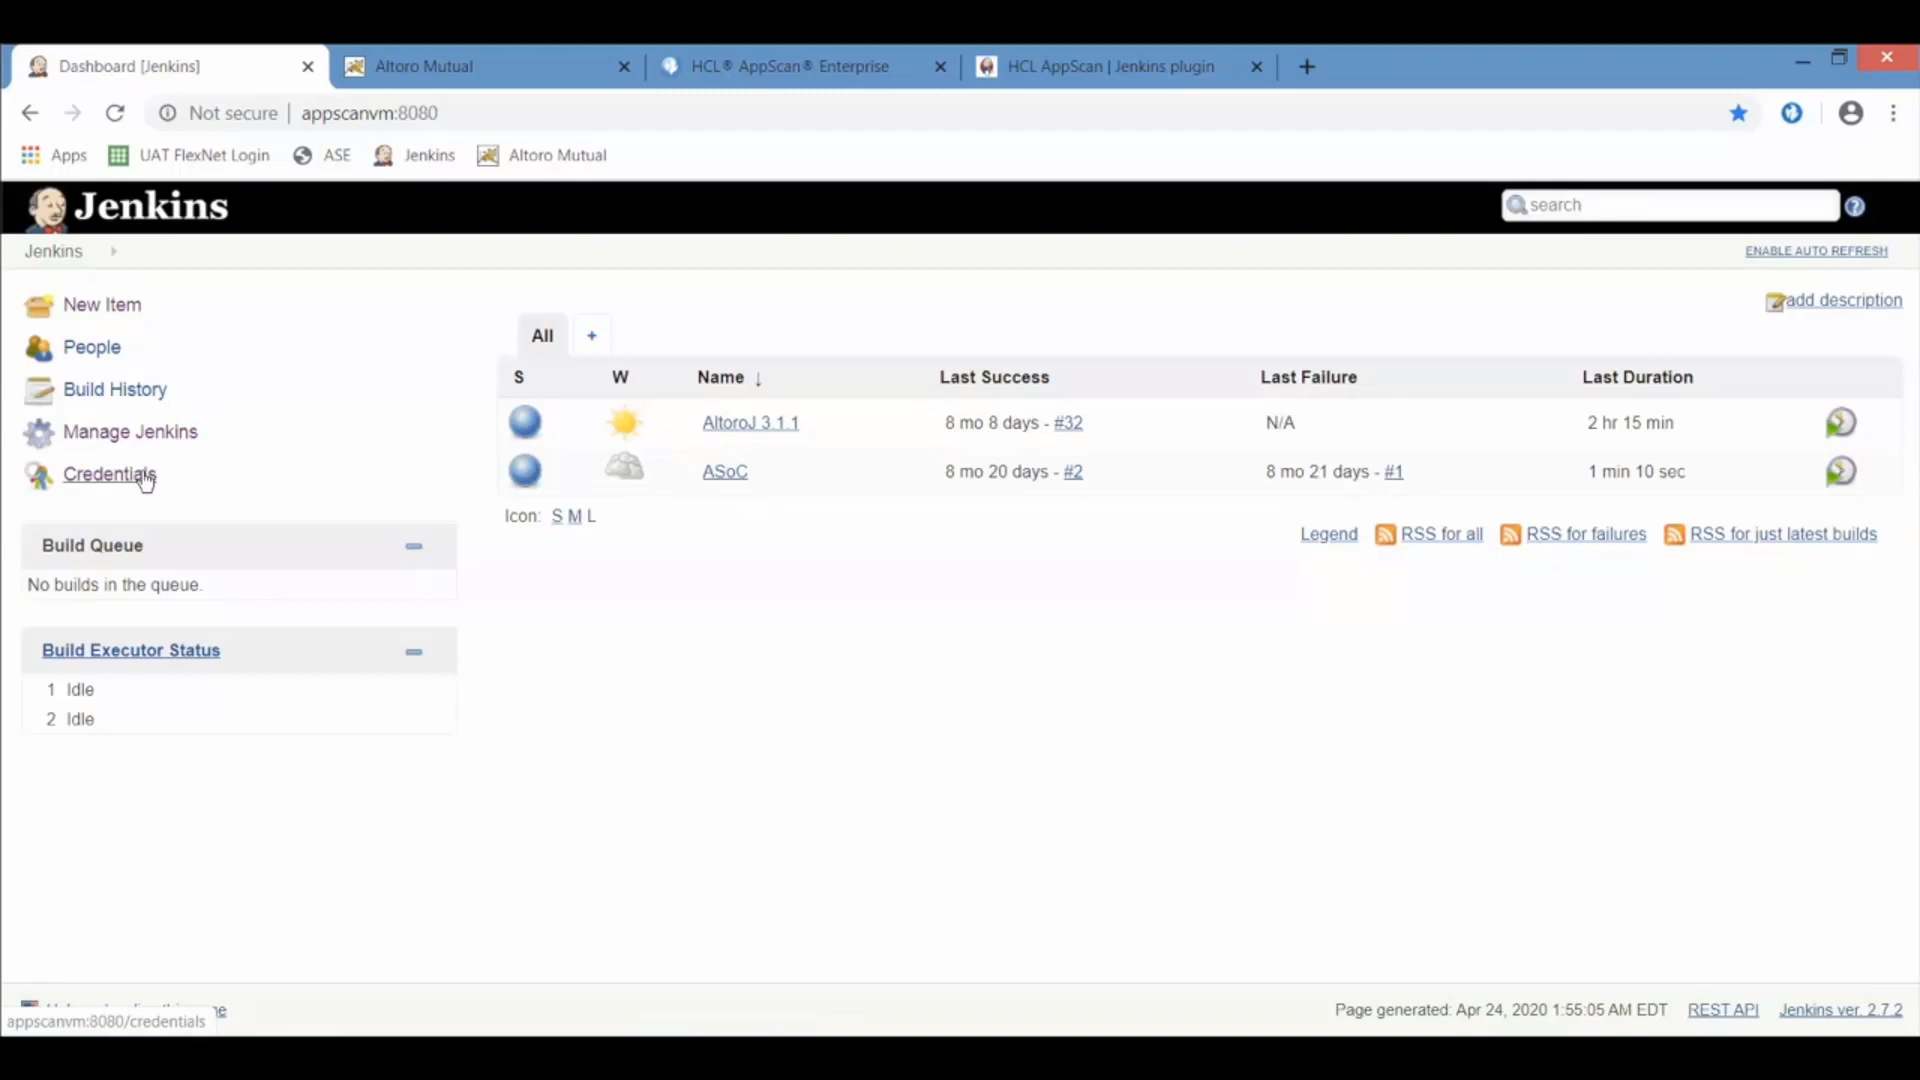 Dashboard [Jenkins]
Altoro Mutual
HCL® AppScan® Enterprise
HCL AppScan | Jenkins plugin
Not secure | appscanvm:8080
Apps
UAT FlexNet Login
ASE
Jenkins
Altoro Mutual
Jenkins
search
Jenkins
ENABLE AUTO REFRESH
New Item
add description
People
Build History
Manage Jenkins
Credentials
All
+
S W Name ↓ Last Success Last Failure Last Duration
AltoroJ 3.1.1 8 mo 8 days - #32 N/A 2 hr 15 min
ASoC 8 mo 20 days - #2 8 mo 21 days - #1 1 min 10 sec
Icon: S M L
Legend RSS for all RSS for failures RSS for just latest builds
Build Queue
No builds in the queue.
Build Executor Status
1 Idle
2 Idle
Page generated: Apr 24, 2020 1:55:05 AM EDT REST API Jenkins ver. 2.7.2
appscanvm:8080/credentials